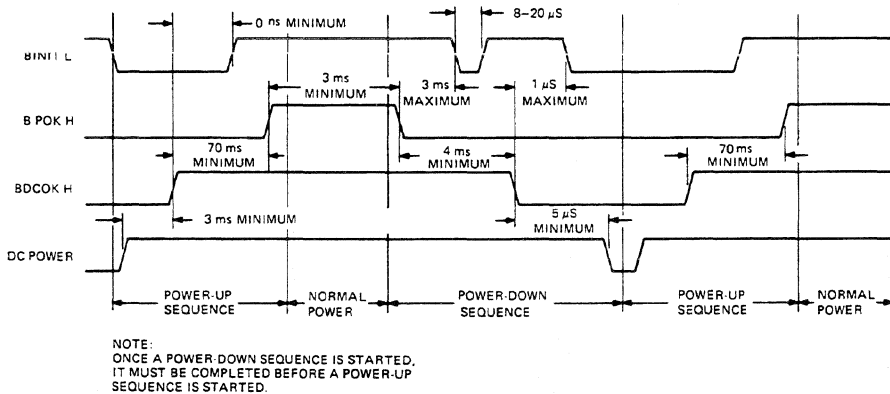 0 ns MINIMUM
8-20 µS
BINIT L
3 ms
MINIMUM
3 ms
MAXIMUM
1 µS
MAXIMUM
B POK H
70 ms
MINIMUM
4 ms
MINIMUM
70 ms
MINIMUM
BDCOK H
3 ms MINIMUM
5 µS
MINIMUM
DC POWER
POWER-UP
SEQUENCE
NORMAL
POWER
POWER-DOWN
SEQUENCE
POWER-UP
SEQUENCE
NORMAL
POWER
NOTE:
ONCE A POWER-DOWN SEQUENCE IS STARTED,
IT MUST BE COMPLETED BEFORE A POWER-UP
SEQUENCE IS STARTED.